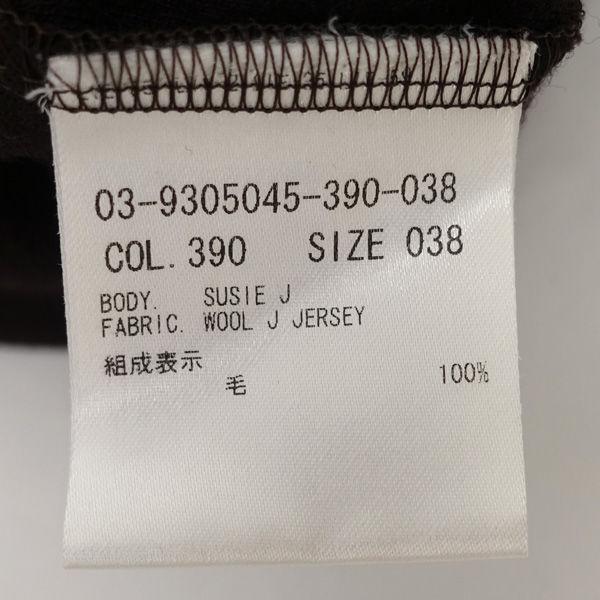 03-9305045-390-038
COL. 390 SIZE 038
BODY. SUSIE J
FABRIC. WOOL J JERSEY
組成表示
毛 100%